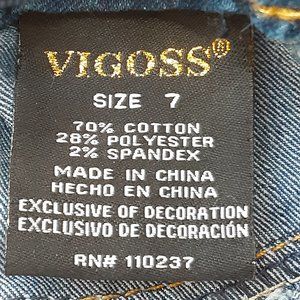 VIGOSS®
SIZE 7
70% COTTON
28% POLYESTER
2% SPANDEX
MADE IN CHINA
HECHO EN CHINA
EXCLUSIVE OF DECORATION
EXCLUSIVO DE DECORACIÓN
RN# 110237